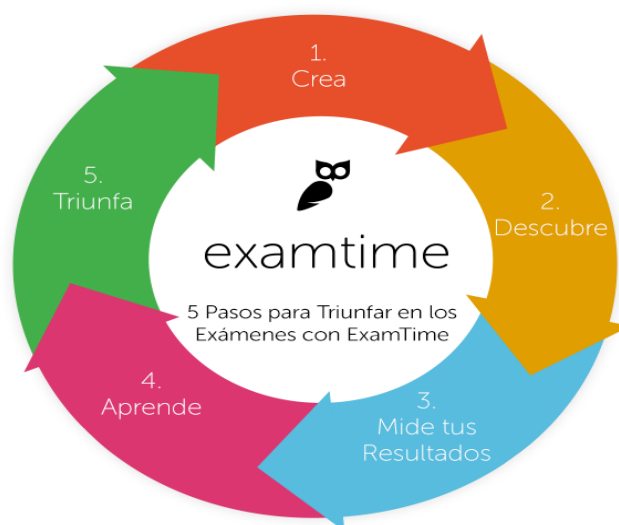 1.
Crea
2.
Descubre
3.
Mide tus
Resultados
4.
Aprende
5.
Triunfa
examtime
5 Pasos para Triunfar en los
Exámenes con ExamTime